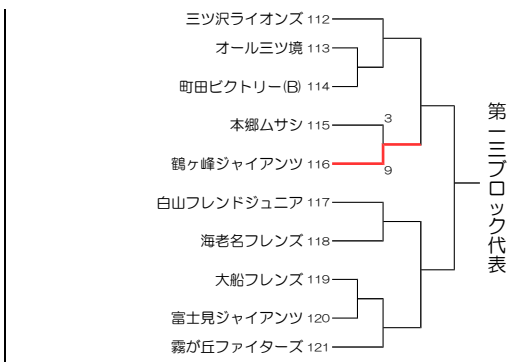 三ツ沢ライオンズ 112
オール三ツ境 113
町田ビクトリー(B) 114
本郷ムサシ 115
3
鶴ヶ峰ジャイアンツ 116
9
白山フレンドジュニア 117
海老名フレンズ 118
大船フレンズ 119
富士見ジャイアンツ 120
霧が丘ファイターズ 121
第一三ブロック代表